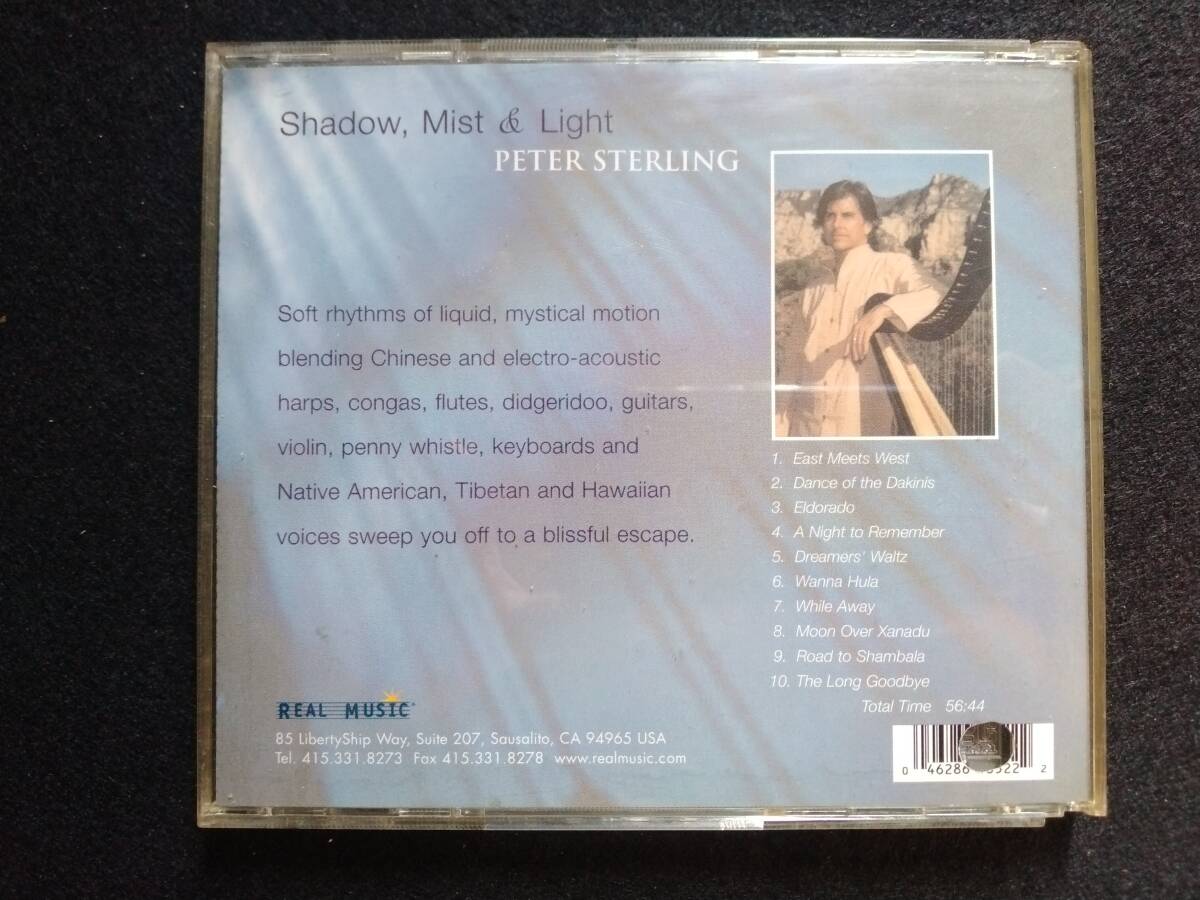 Shadow, Mist & Light
PETER STERLING
Soft rhythms of liquid, mystical motion
blending Chinese and electro-acoustic
harps, congas, flutes, didgeridoo, guitars,
violin, penny whistle, keyboards and
Native American, Tibetan and Hawaiian
voices sweep you off to a blissful escape.
1. East Meets West
2. Dance of the Dakinis
3. Eldorado
4. A Night to Remember
5. Dreamers' Waltz
6. Wanna Hula
7. While Away
8. Moon Over Xanadu
9. Road to Shambala
10. The Long Goodbye
Total Time 56:44
REAL MUSIC
85 LibertyShip Way, Suite 207, Sausalito, CA 94965 USA
Tel. 415.331.8273 Fax 415.331.8278 www.realmusic.com
0 46286 2